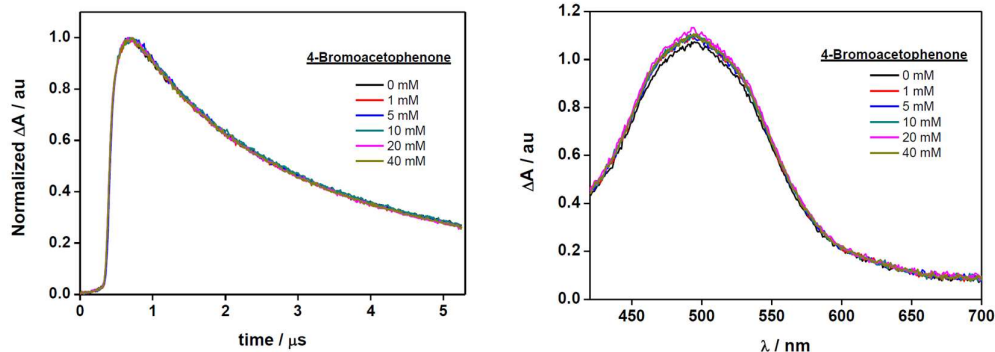 1.0
0.8
0.6
0.4
0.2
0.0
Normalized ΔA / au
0 1 2 3 4 5
time / μs
4-Bromoacetophenone
0 mM
1 mM
5 mM
10 mM
20 mM
40 mM
1.2
1.0
0.8
0.6
0.4
0.2
0.0
ΔA / au
450 500 550 600 650 700
λ / nm
4-Bromoacetophenone
0 mM
1 mM
5 mM
10 mM
20 mM
40 mM